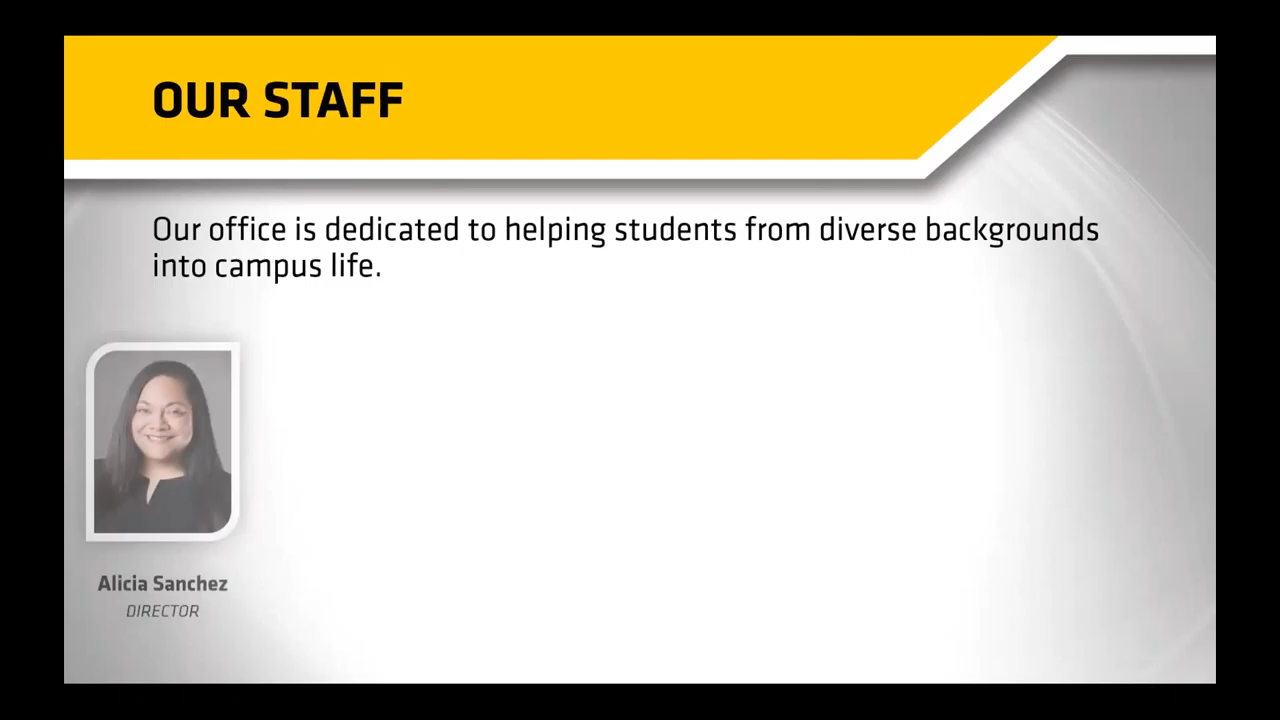 OUR STAFF
Our office is dedicated to helping students from diverse backgrounds
into campus life.
Alicia Sanchez
DIRECTOR